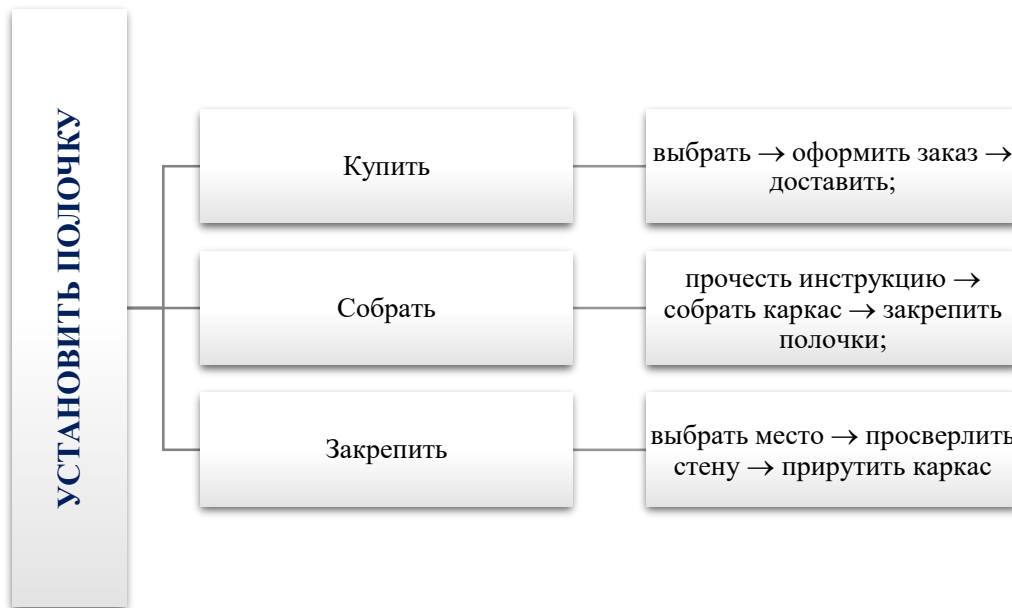 УСТАНОВИТЬ ПОЛОЧКУ
Купить
выбрать → оформить заказ →
доставить;
Собрать
прочесть инструкцию →
собрать каркас → закрепить
полочки;
Закрепить
выбрать место → просверлить
стену → прирутить каркас